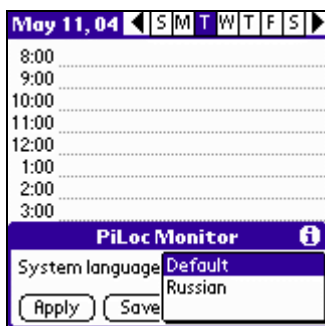 May 11, 04 S M T W T F S
8:00
9:00
10:00
11:00
12:00
1:00
2:00
3:00
PiLoc Monitor
System language Default
Russian
Apply Save